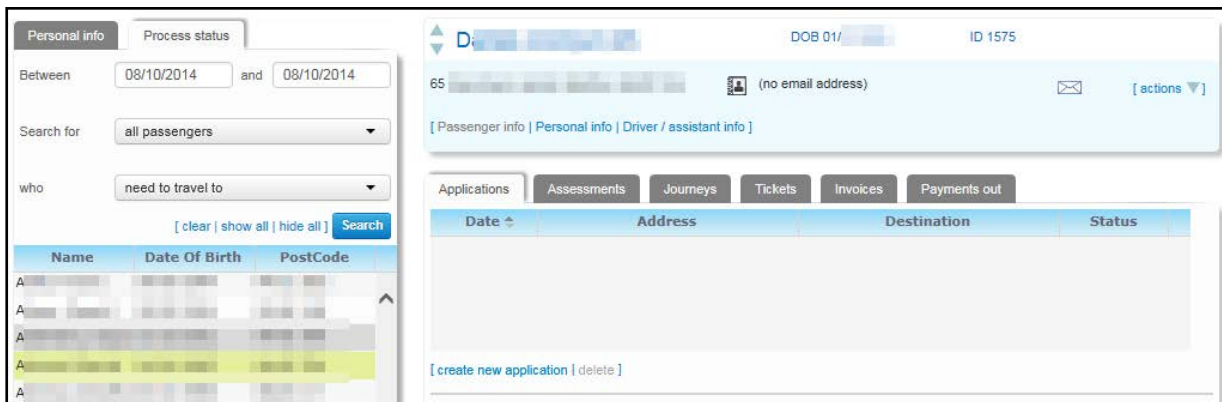 Personal info Process status
Between 08/10/2014 and 08/10/2014
Search for all passengers
who need to travel to
[ clear | show all | hide all ] Search
Name Date Of Birth PostCode
A
A
A
A
A
DOB 01/ ID 1575
65 (no email address) [ actions ]
[ Passenger info | Personal info | Driver / assistant info ]
Applications Assessments Journeys Tickets Invoices Payments out
Date Address Destination Status
[ create new application | delete ]